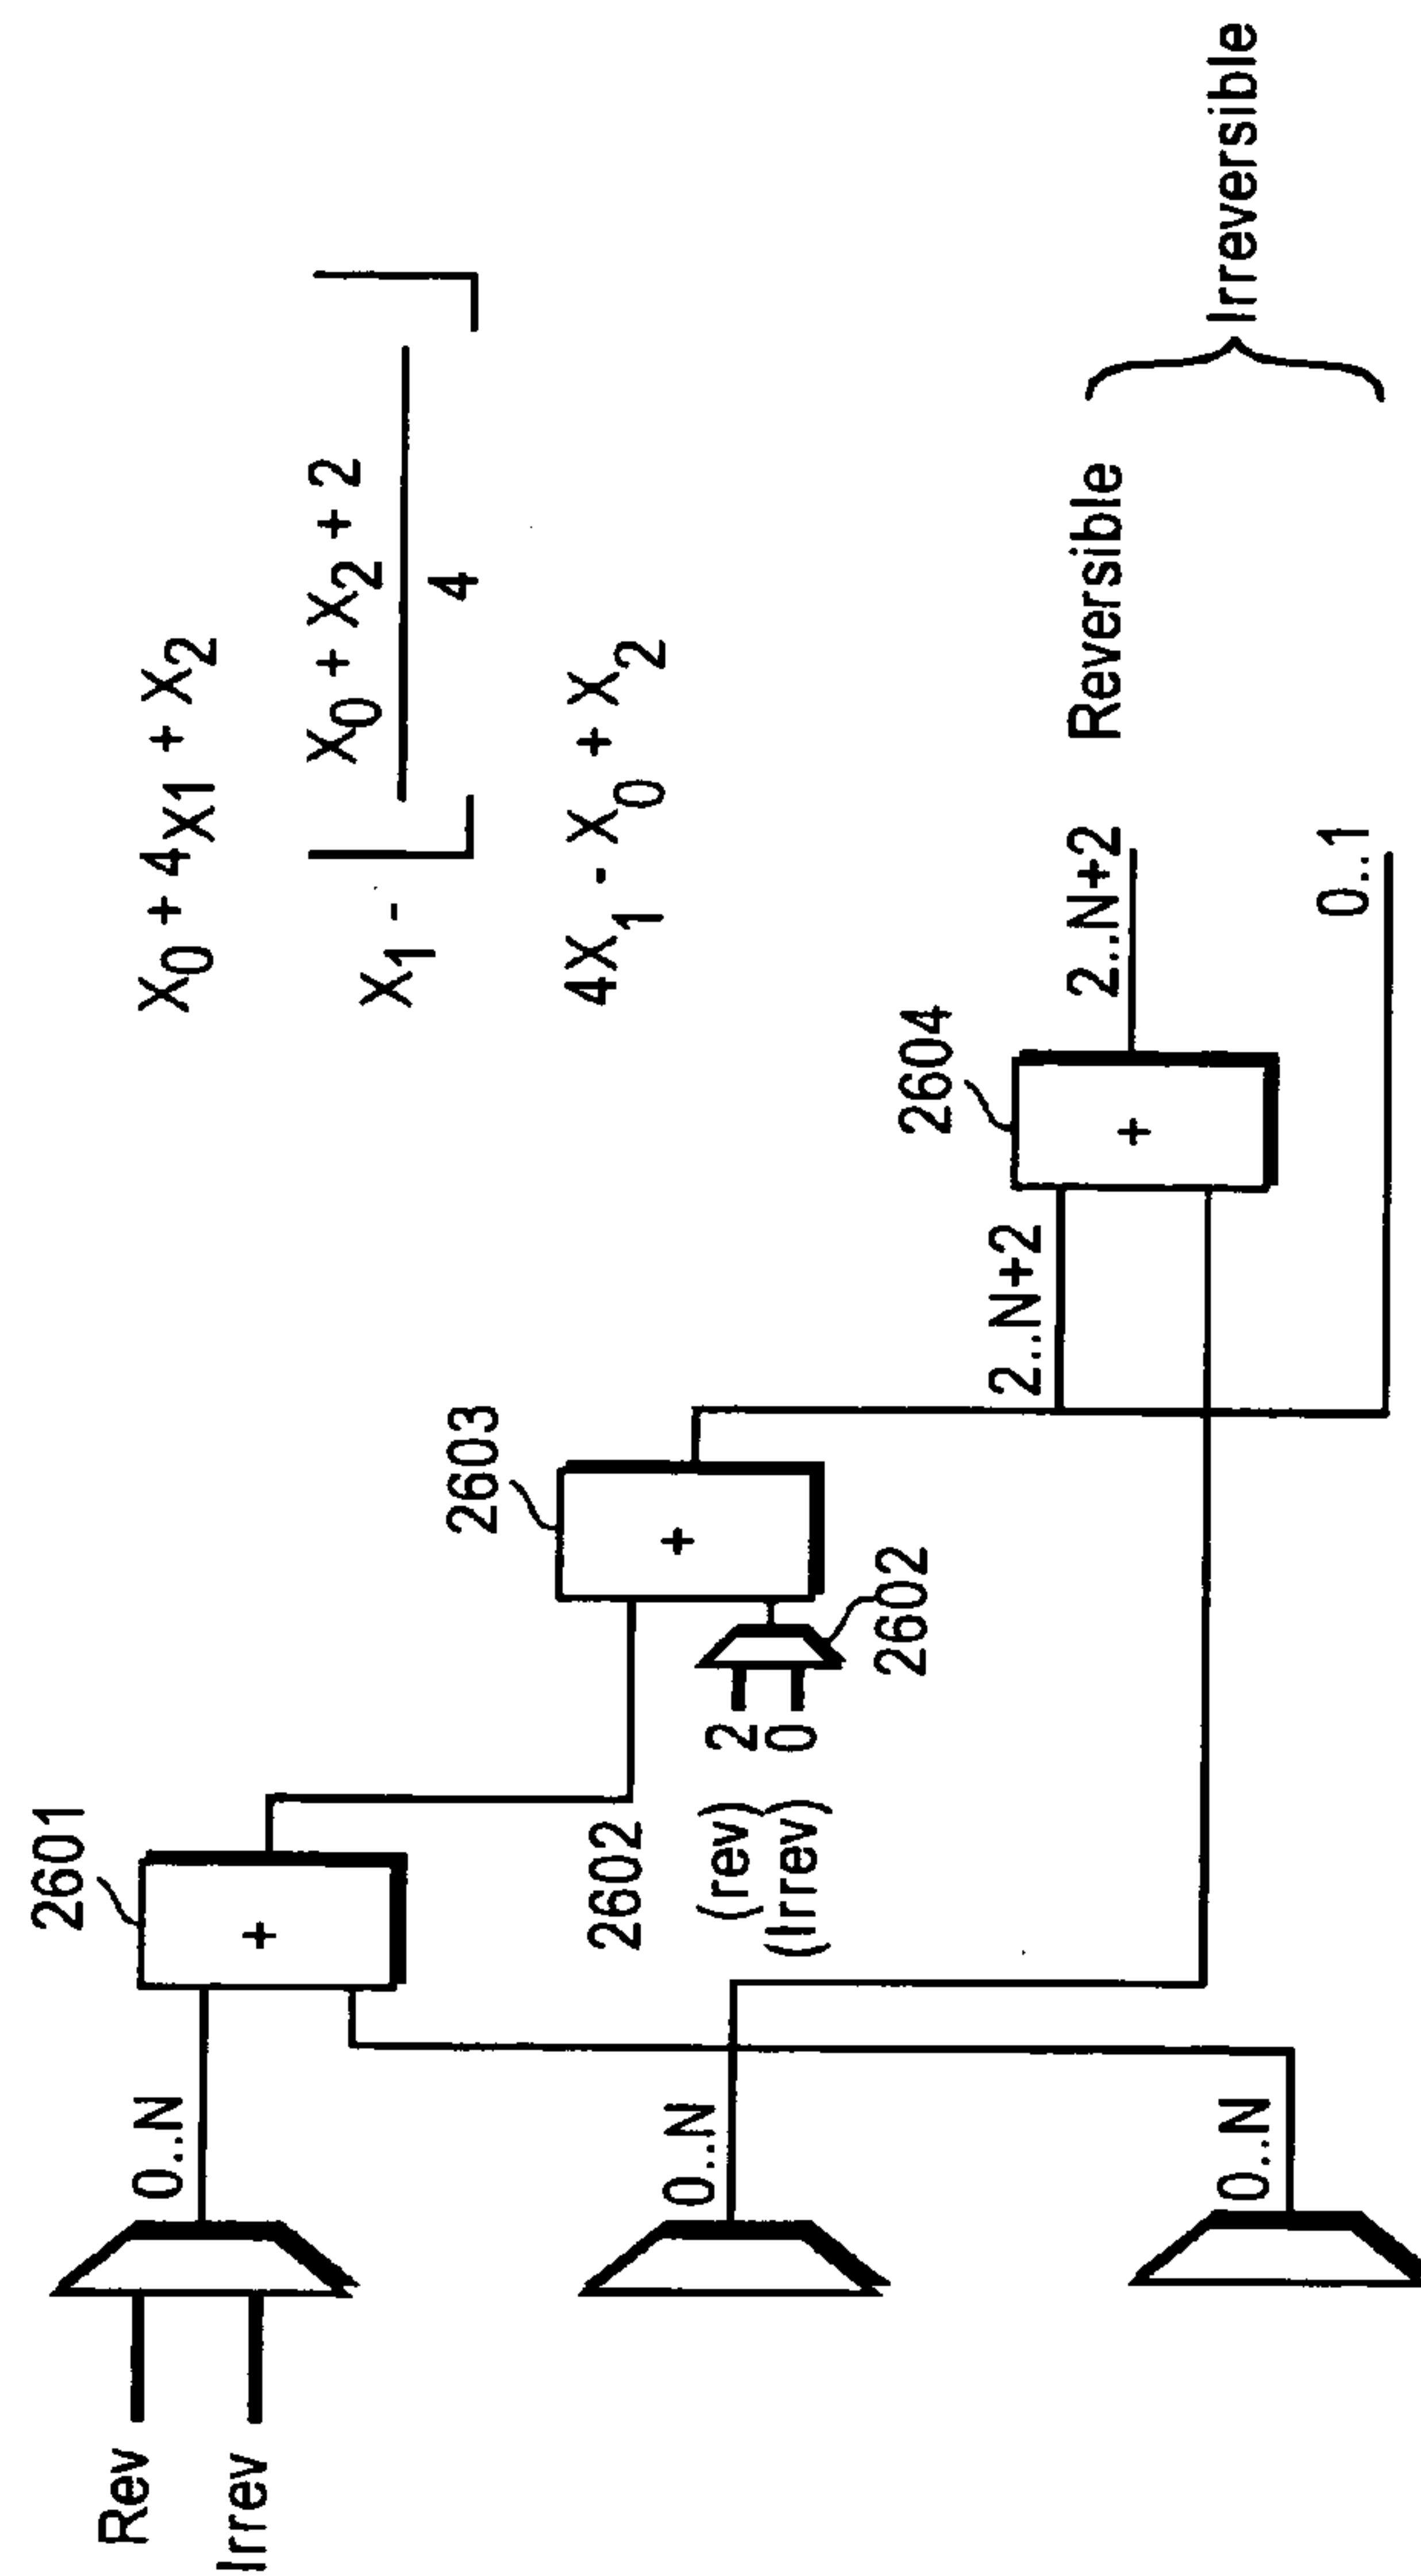 X0 + 4X1 + X2
X1 - X0 + X2 + 2
4
4X1 - X0 + X2
Rev
Irrev
0..N
2601
+
2602
(rev) 2
(Irrev) 0
2602
2603
+
0..N
0..N
2..N+2
2604
+
2..N+2
Reversible
0..1
Irreversible